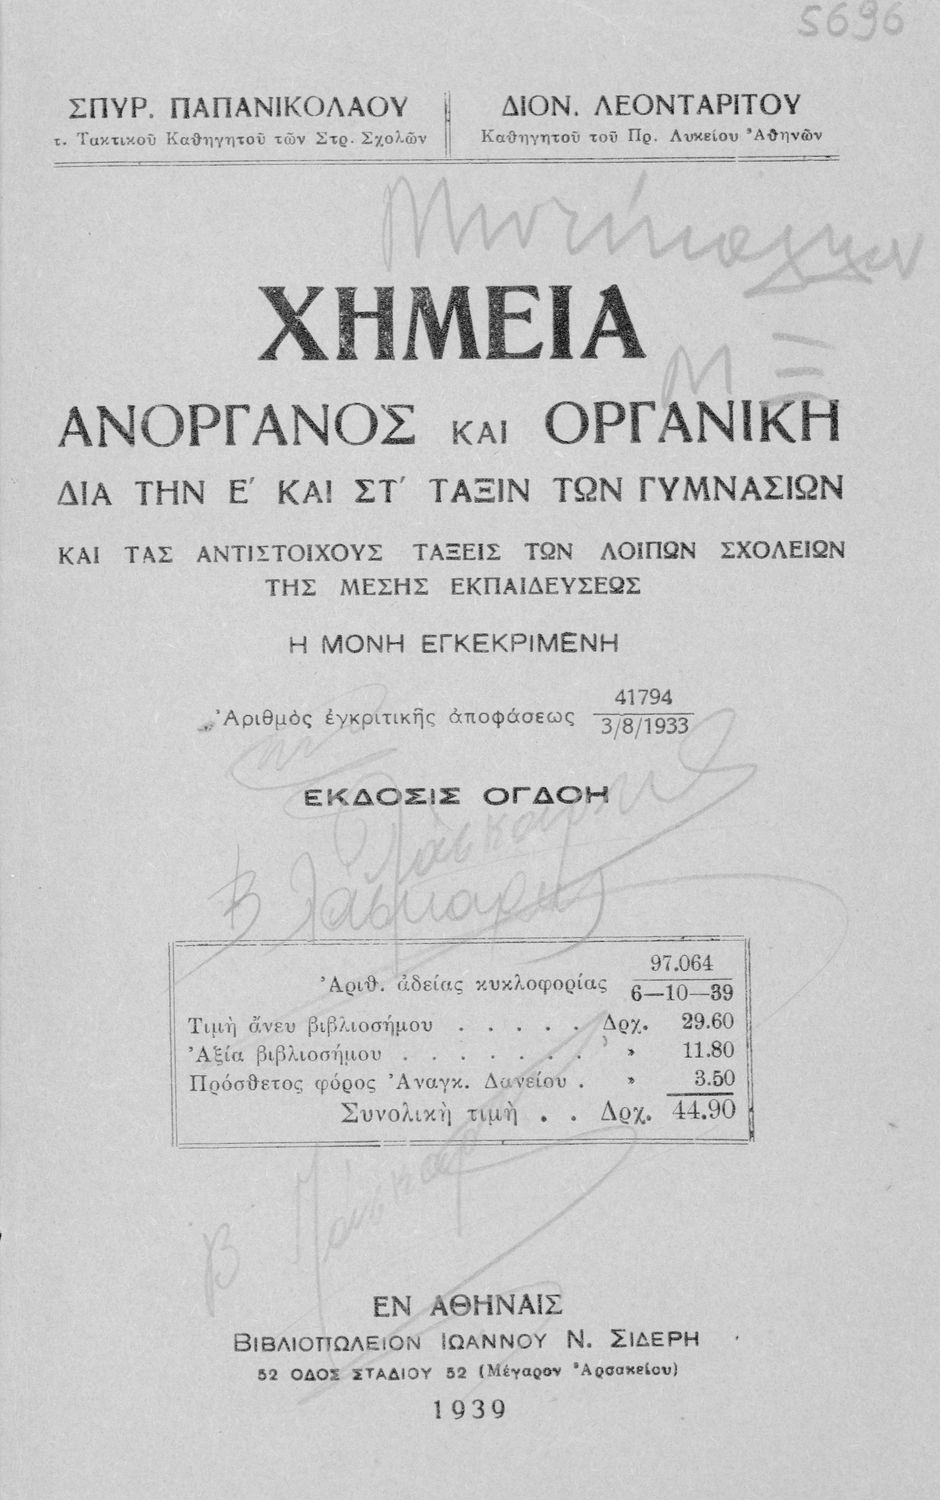 5696
ΣΠΥΡ. ΠΑΠΑΝΙΚΟΛΑΟΥ
τ. Τακτικοῦ Καθηγητοῦ τῶν Στρ. Σχολῶν
ΔΙΟΝ. ΛΕΟΝΤΑΡΙΤΟΥ
Καθηγητοῦ τοῦ Πρ. Λυκείου Ἀθηνῶν
ΧΗΜΕΙΑ
ΑΝΟΡΓΑΝΟΣ ΚΑΙ ΟΡΓΑΝΙΚΗ
ΔΙΑ ΤΗΝ Ε΄ ΚΑΙ ΣΤ΄ ΤΑΞΙΝ ΤΩΝ ΓΥΜΝΑΣΙΩΝ
ΚΑΙ ΤΑΣ ΑΝΤΙΣΤΟΙΧΟΥΣ ΤΑΞΕΙΣ ΤΩΝ ΛΟΙΠΩΝ ΣΧΟΛΕΙΩΝ
ΤΗΣ ΜΕΣΗΣ ΕΚΠΑΙΔΕΥΣΕΩΣ
Η ΜΟΝΗ ΕΓΚΕΚΡΙΜΕΝΗ
Ἀριθμὸς ἐγκριτικῆς ἀποφάσεως 41794
3/8/1933
ΕΚΔΟΣΙΣ ΟΓΔΟΗ
Ἀριθ. ἀδείας κυκλοφορίας 97.064
6—10—39
Τιμὴ ἄνευ βιβλιοσήμου . . . . . Δρχ. 29.60
Ἀξία βιβλιοσήμου . . . . . . . » 11.80
Πρόσθετος φόρος Ἀναγκ. Δανείου . » 3.50
Συνολικὴ τιμὴ . . Δρχ. 44.90
ΕΝ ΑΘΗΝΑΙΣ
ΒΙΒΛΙΟΠΩΛΕΙΟΝ ΙΩΑΝΝΟΥ Ν. ΣΙΔΕΡΗ
52 ΟΔΟΣ ΣΤΑΔΙΟΥ 52 (Μέγαρον Ἀρσακείου)
1939